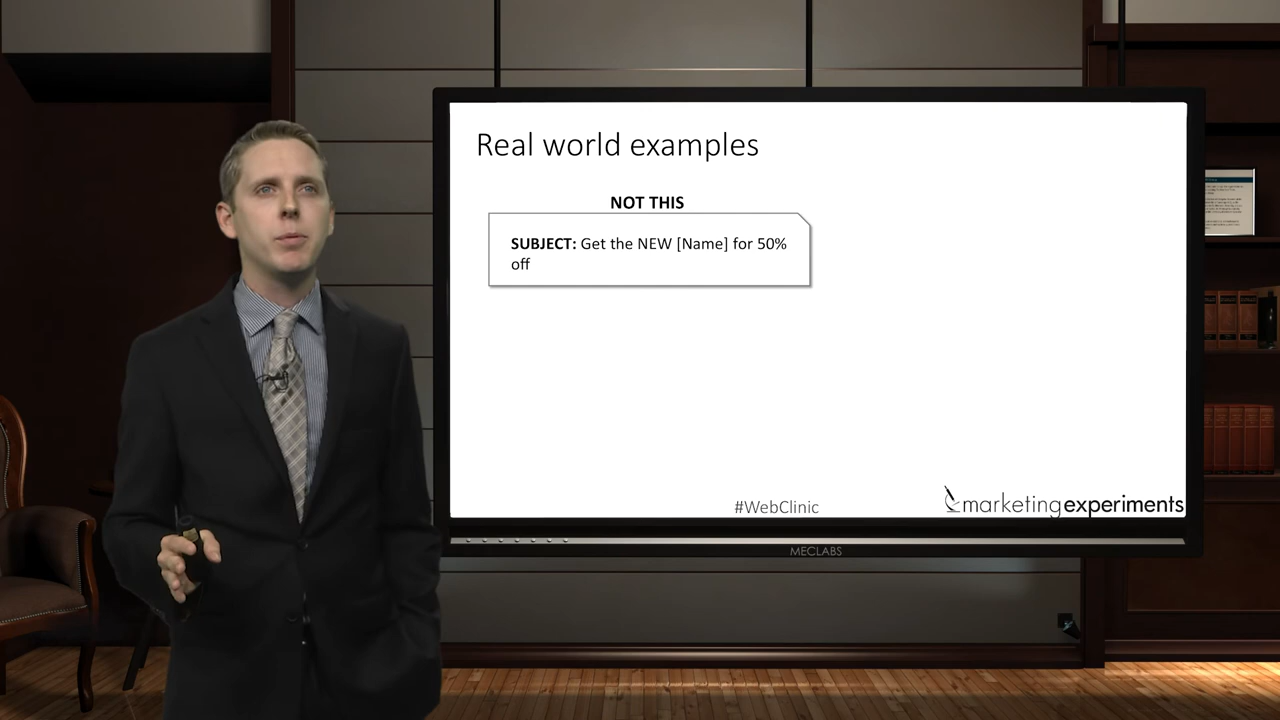 Real world examples
NOT THIS
SUBJECT: Get the NEW [Name] for 50%
off
#WebClinic
marketingexperiments
MECLABS